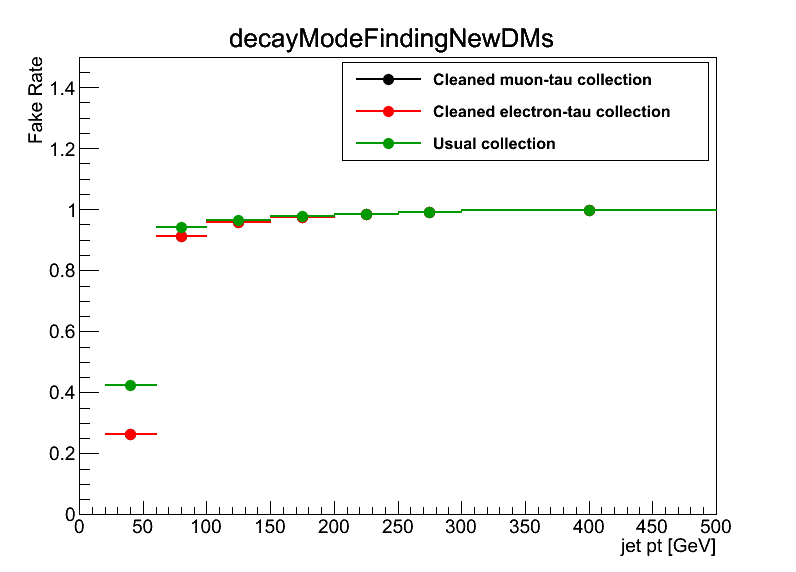 decayModeFindingNewDMs
Fake Rate
Cleaned muon-tau collection
Cleaned electron-tau collection
Usual collection
1.4
1.2
1
0.8
0.6
0.4
0.2
0
0 50 100 150 200 250 300 350 400 450 500
jet pt [GeV]